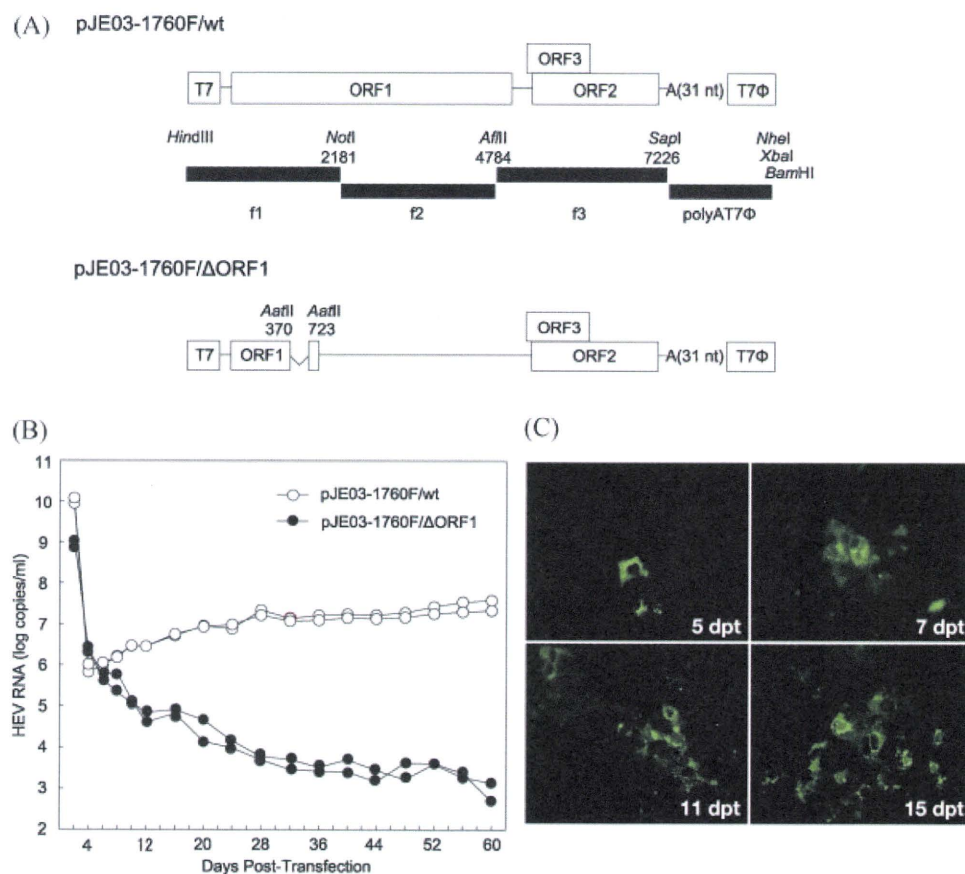 (A) pJE03-1760F/wt
ORF3
T7 ORF1 ORF2 A(31 nt) T7Φ
HindIII NotI AflII SapI NheI
2181 4784 7226 XbaI
BamHI
f1 f2 f3 polyAT7Φ
pJE03-1760F/ΔORF1
AatII AatII
370 723
ORF3
T7 ORF1 ORF2 A(31 nt) T7Φ
(B)
11
10
9
8
7
6
5
4
3
2
HEV RNA (log copies/ml)
pJE03-1760F/wt
pJE03-1760F/ΔORF1
4 12 20 28 36 44 52 60
Days Post-Transfection
(C)
5 dpt
7 dpt
11 dpt
15 dpt